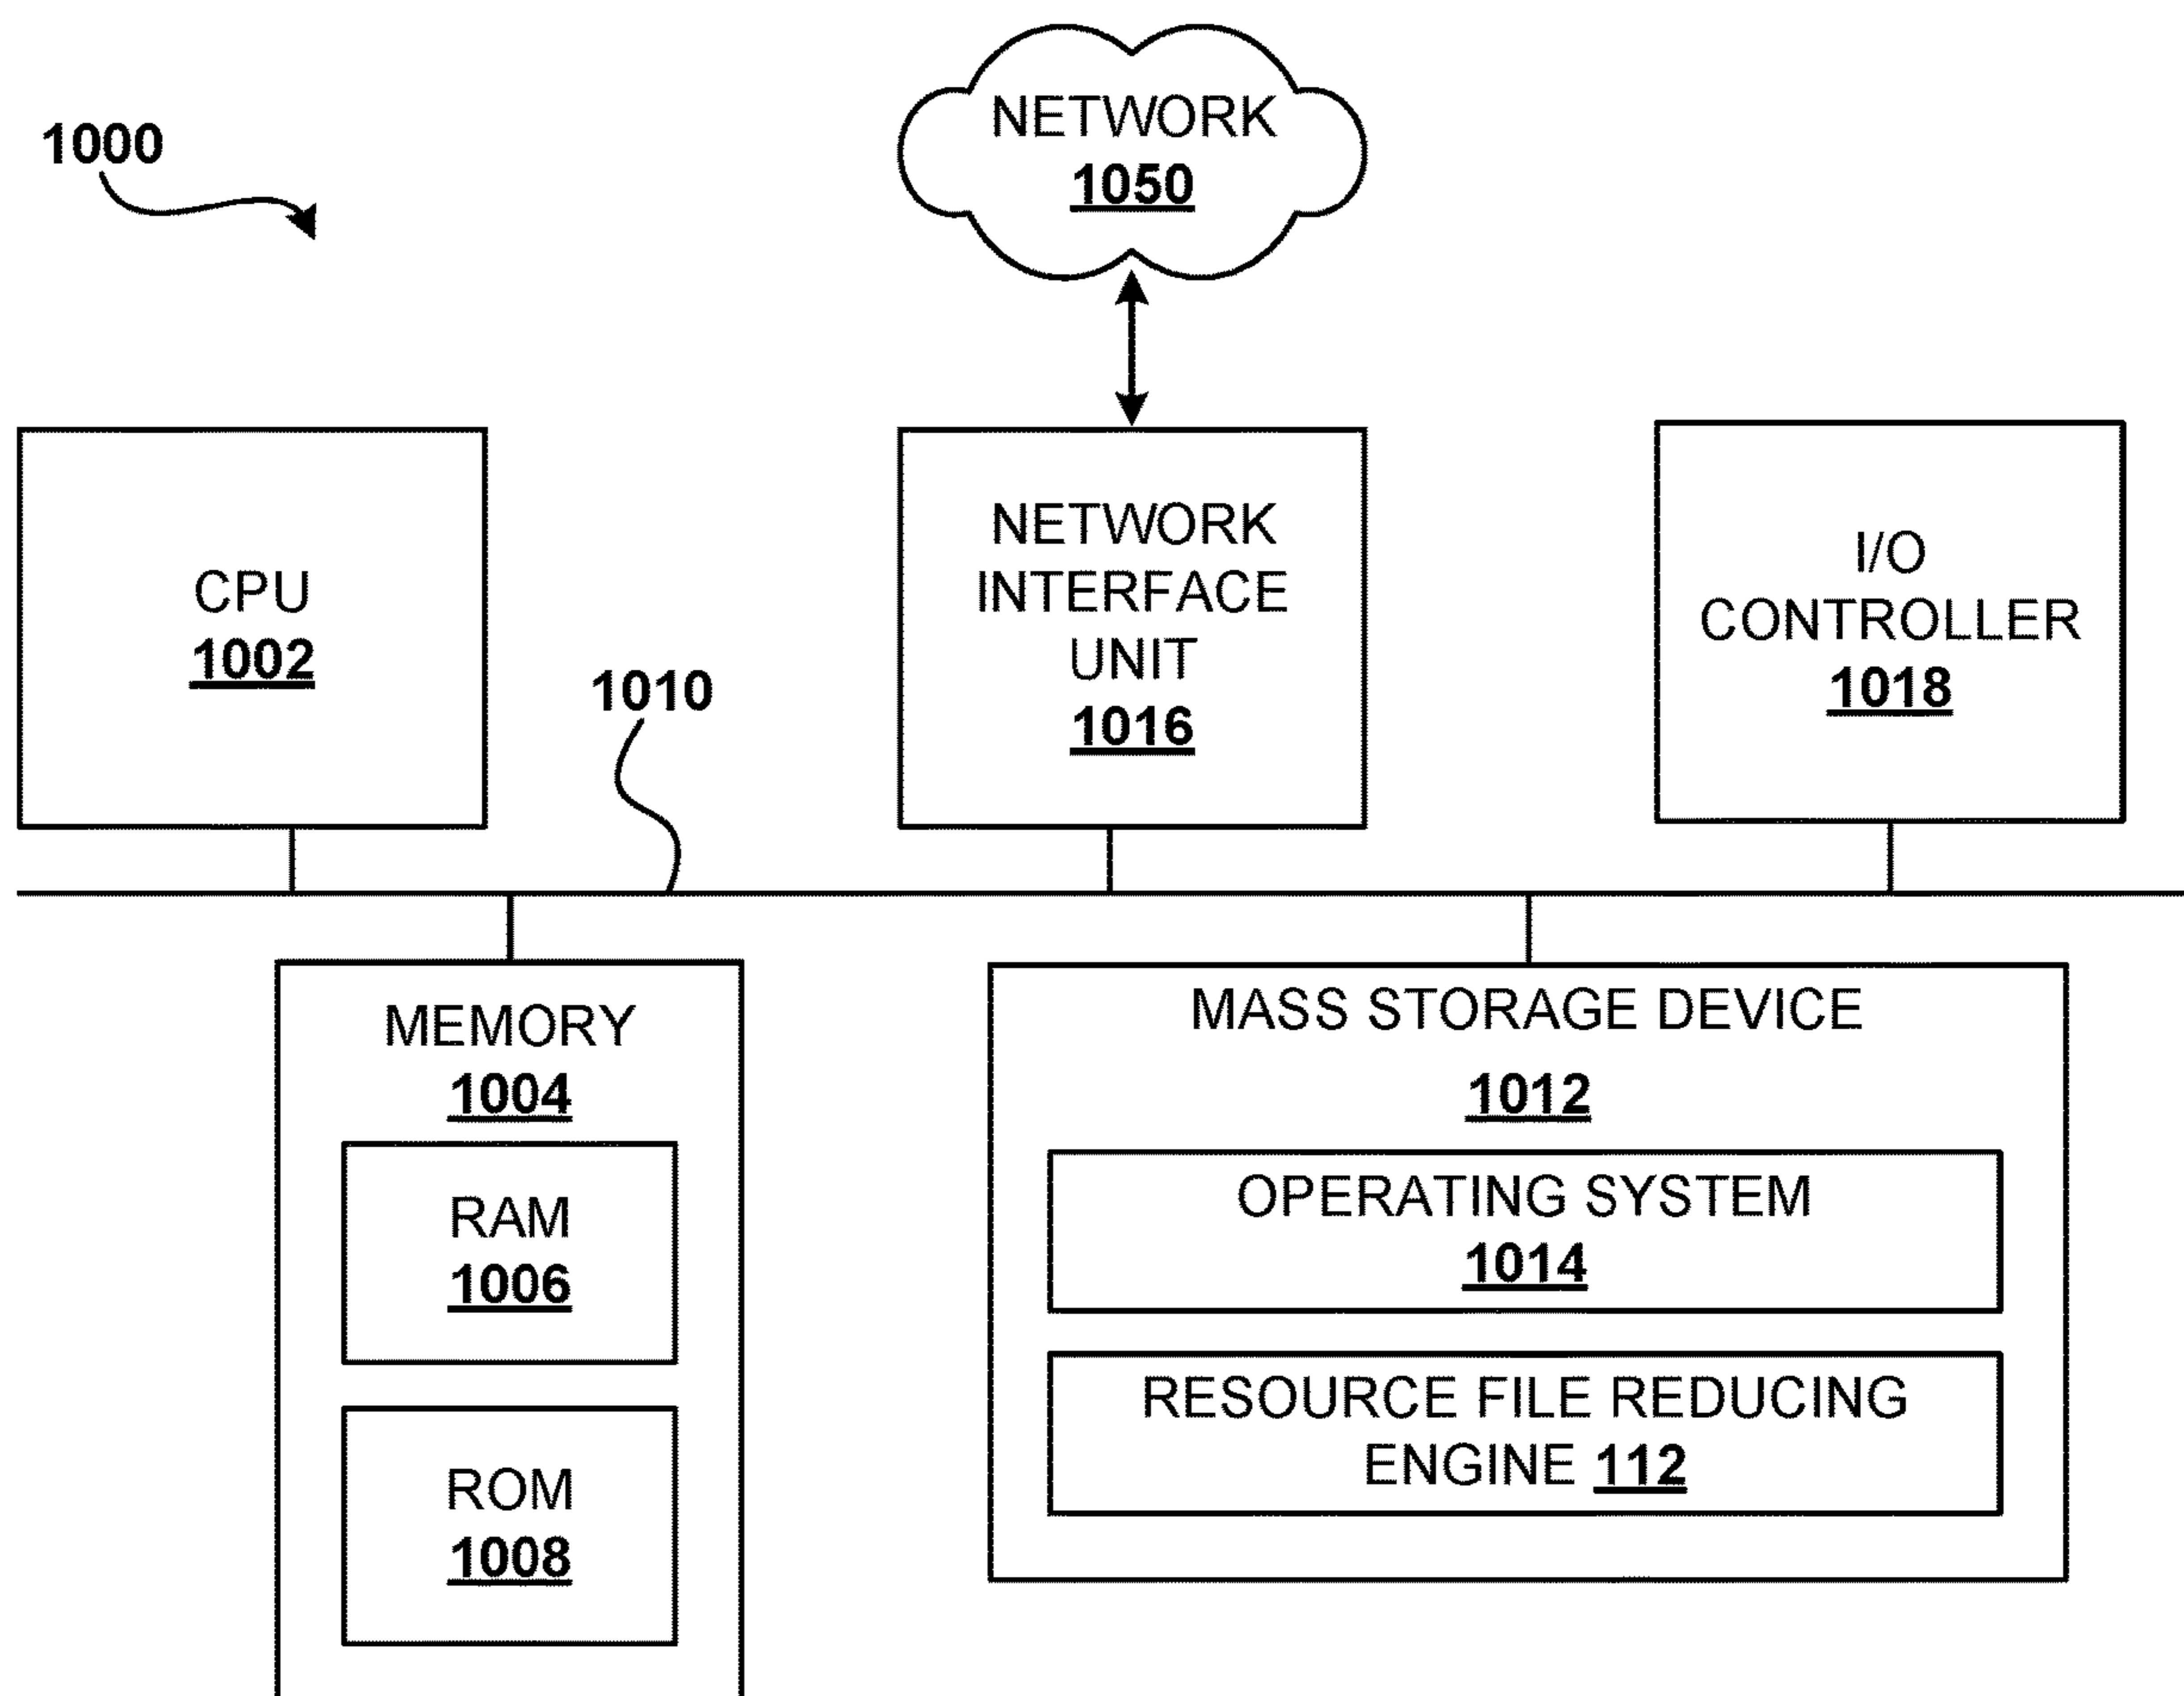 1000
NETWORK
1050
CPU
1002
NETWORK
INTERFACE
UNIT
1016
I/O
CONTROLLER
1018
1010
MEMORY
1004
RAM
1006
ROM
1008
MASS STORAGE DEVICE
1012
OPERATING SYSTEM
1014
RESOURCE FILE REDUCING
ENGINE 112